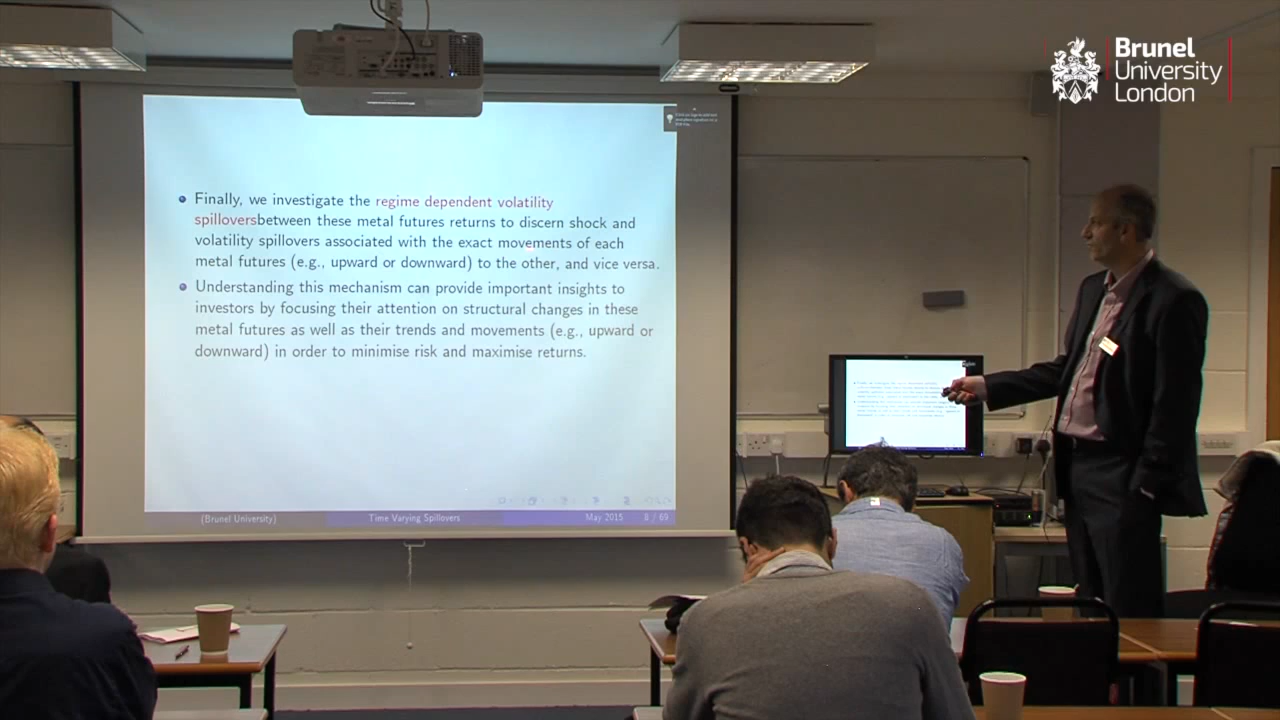 Brunel
University
London
Finally, we investigate the regime dependent volatility
spilloversbetween these metal futures returns to discern shock and
volatility spillovers associated with the exact movements of each
metal futures (e.g., upward or downward) to the other, and vice versa.
Understanding this mechanism can provide important insights to
investors by focusing their attention on structural changes in these
metal futures as well as their trends and movements (e.g., upward or
downward) in order to minimise risk and maximise returns.
(Brunel University) Time Varying Spillovers May 2015 8 / 69